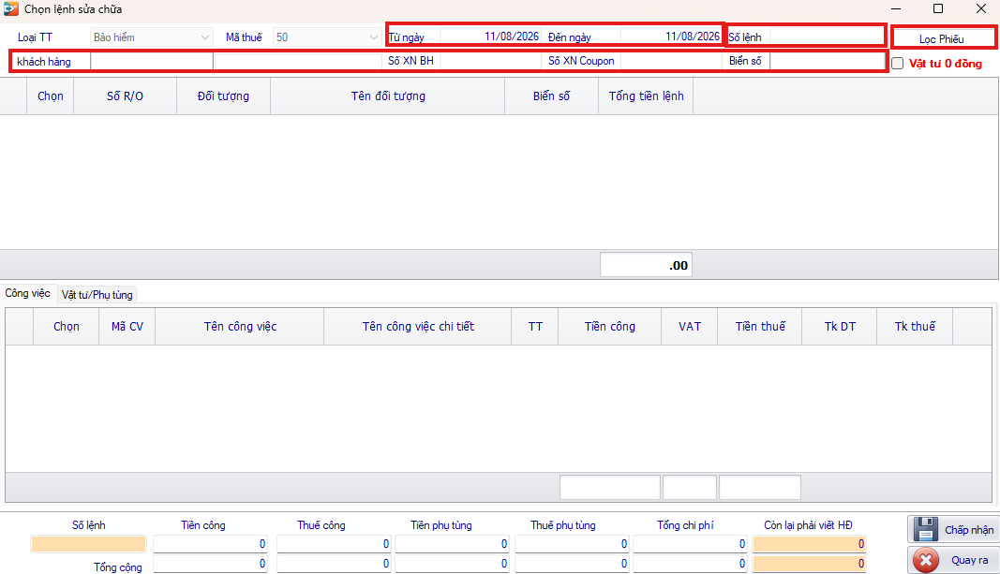 Chọn lệnh sửa chữa
Loại TT Bảo hiểm Mã thuế 50 Từ ngày 11/08/2026 Đến ngày 11/08/2026 Số lệnh Lọc Phiếu
khách hàng Số XN BH Số XN Coupon Biển số Vật tư 0 đồng
Chọn Số R/O Đối tượng Tên đối tượng Biển số Tổng tiền lệnh
.00
Công việc Vật tư/Phụ tùng
Chọn Mã CV Tên công việc Tên công việc chi tiết TT Tiền công VAT Tiền thuế Tk DT Tk thuế
Số lệnh Tiền công Thuế công Tiền phụ tùng Thuế phụ tùng Tổng chi phí Còn lại phải viết HĐ Chấp nhận
0 0 0 0 0 0
Tổng cộng 0 0 0 0 0 0 Quay ra